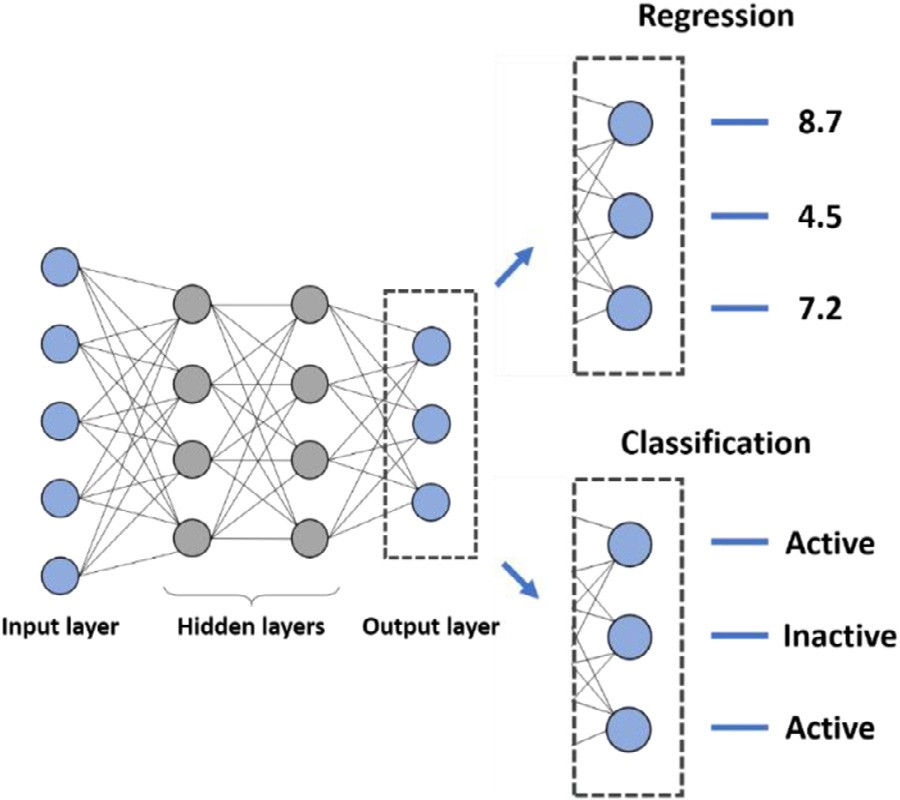 Regression
8.7
4.5
7.2
Input layer
Hidden layers
Output layer
Classification
Active
Inactive
Active